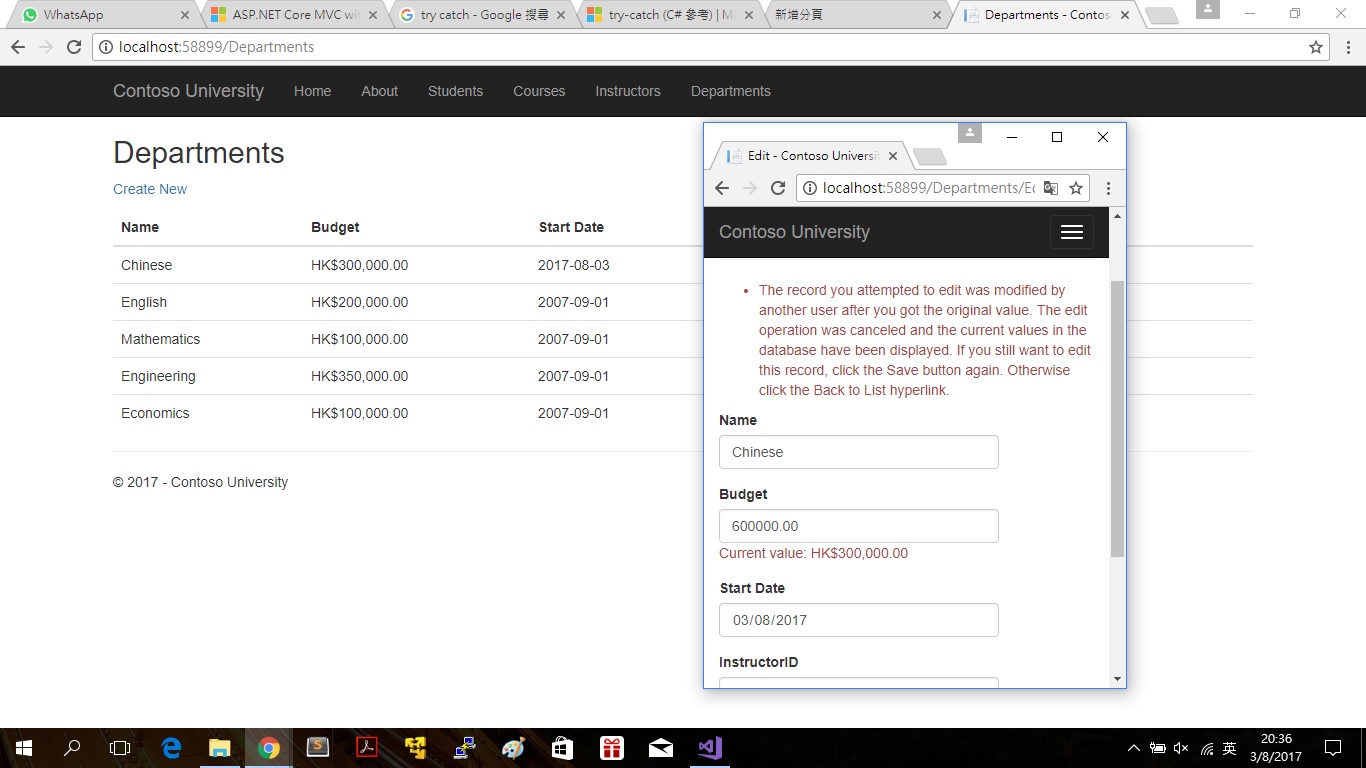 WhatsApp
ASP.NET Core MVC wit
try catch - Google 搜尋
try-catch (C# 參考) | M
新增分頁
Departments - Contos
localhost:58899/Departments
Contoso University Home About Students Courses Instructors Departments
Departments
Create New
Name Budget Start Date
Chinese HK$300,000.00 2017-08-03
English HK$200,000.00 2007-09-01
Mathematics HK$100,000.00 2007-09-01
Engineering HK$350,000.00 2007-09-01
Economics HK$100,000.00 2007-09-01
© 2017 - Contoso University
Edit - Contoso Universit
localhost:58899/Departments/Ec
Contoso University
The record you attempted to edit was modified by
another user after you got the original value. The edit
operation was canceled and the current values in the
database have been displayed. If you still want to edit
this record, click the Save button again. Otherwise
click the Back to List hyperlink.
Name
Chinese
Budget
600000.00
Current value: HK$300,000.00
Start Date
03/08/2017
InstructorID
英
20:36
3/8/2017